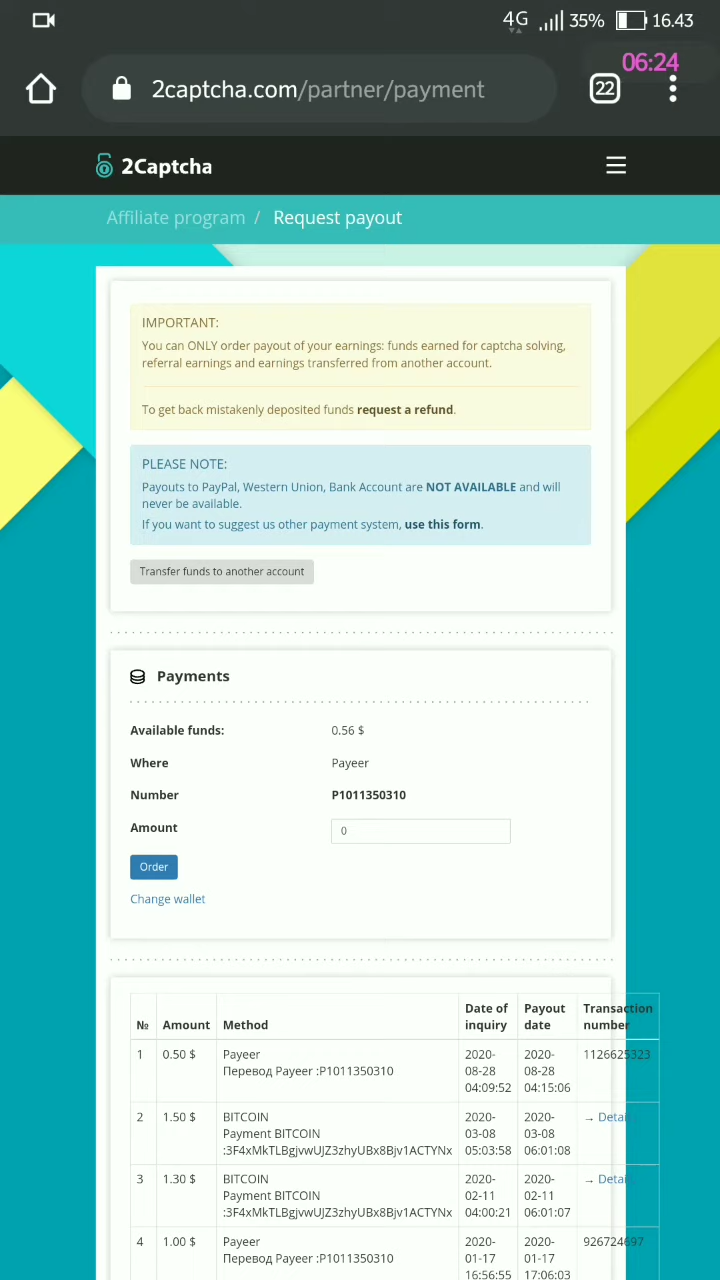 4G 35% 16.43
06:24
2captcha.com/partner/payment
22
2Captcha
Affiliate program / Request payout
IMPORTANT:
You can ONLY order payout of your earnings: funds earned for captcha solving,
referral earnings and earnings transferred from another account.
To get back mistakenly deposited funds request a refund.
PLEASE NOTE:
Payouts to PayPal, Western Union, Bank Account are NOT AVAILABLE and will
never be available.
If you want to suggest us other payment system, use this form.
Transfer funds to another account
Payments
Available funds: 0.56 $
Where Payeer
Number P1011350310
Amount 0
Order
Change wallet
Date of Payout Transaction
№ Amount Method inquiry date number
1 0.50 $ Payeer 2020- 2020- 1126625323
Перевод Payeer :P1011350310 08-28 08-28
04:09:52 04:15:06
2 1.50 $ BITCOIN 2020- 2020- → Detail
Payment BITCOIN 03-08 03-08
:3F4xMkTLBgjvwUJZ3zhyUBx8Bjv1ACTYNx 05:03:58 06:01:08
3 1.30 $ BITCOIN 2020- 2020- → Detail
Payment BITCOIN 02-11 02-11
:3F4xMkTLBgjvwUJZ3zhyUBx8Bjv1ACTYNx 04:00:21 06:01:07
4 1.00 $ Payeer 2020- 2020- 926724697
Перевод Payeer :P1011350310 01-17 01-17
16:56:55 17:06:03